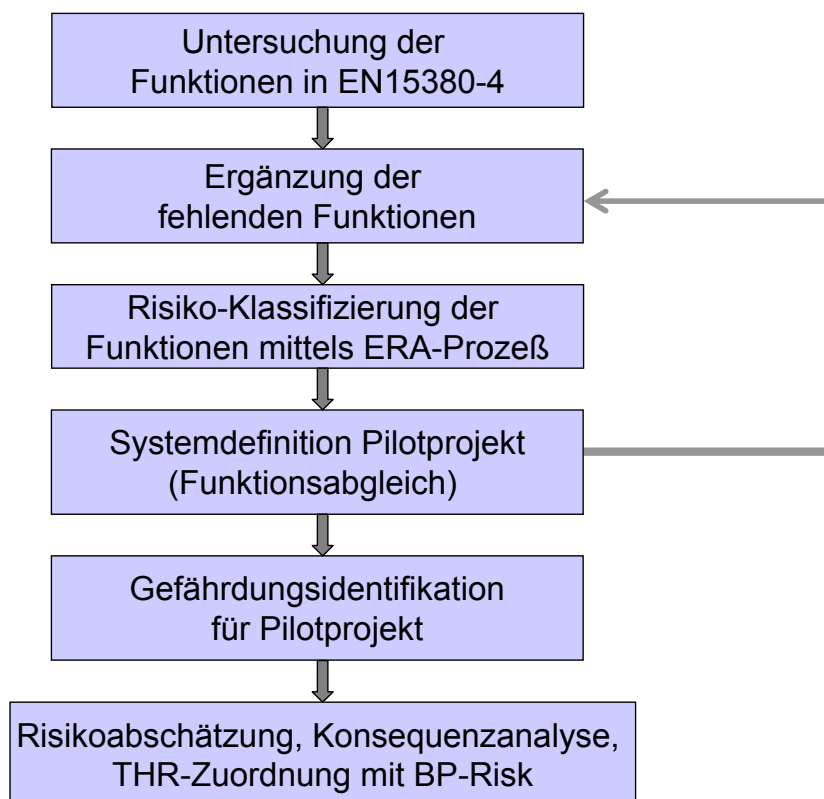 Untersuchung der
Funktionen in EN15380-4
Ergänzung der
fehlenden Funktionen
Risiko-Klassifizierung der
Funktionen mittels ERA-Prozeß
Systemdefinition Pilotprojekt
(Funktionsabgleich)
Gefährdungsidentifikation
für Pilotprojekt
Risikoabschätzung, Konsequenzanalyse,
THR-Zuordnung mit BP-Risk